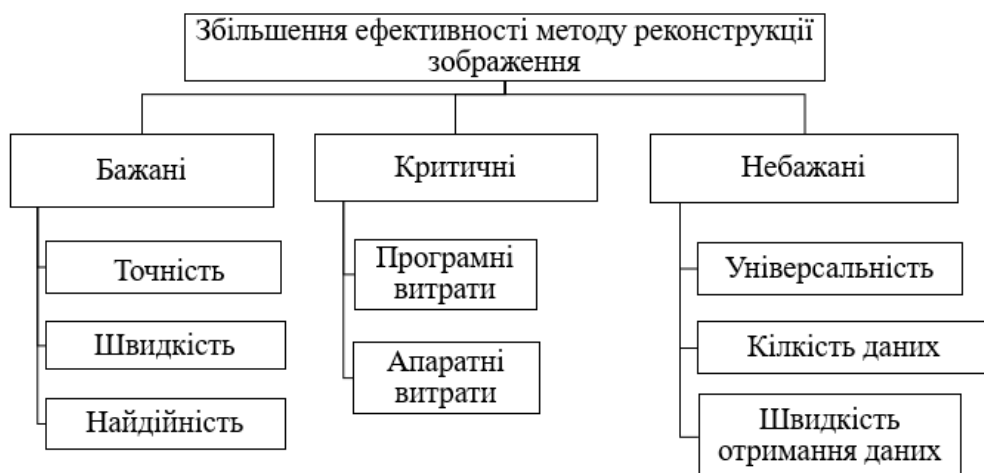 Збільшення ефективності методу реконструкції
зображення
Бажані
Критичні
Небажані
Точність
Швидкість
Найдійність
Програмні
витрати
Апаратні
витрати
Універсальність
Кілкість даних
Швидкість
отримання даних